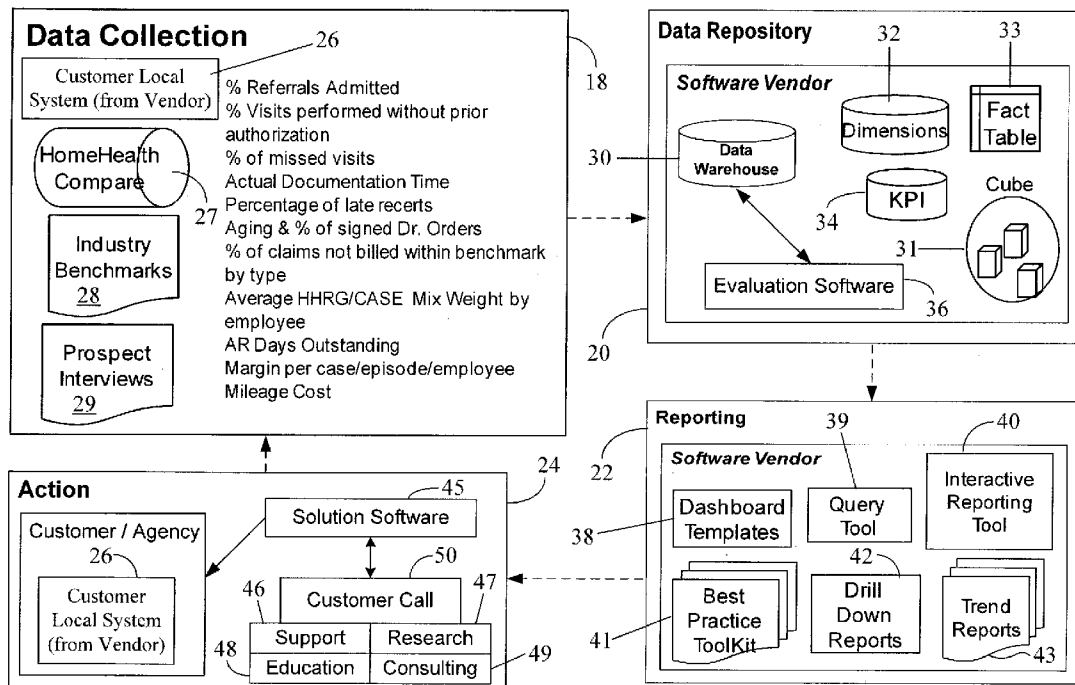 Data Collection
26
18
Customer Local
System (from Vendor)
HomeHealth
Compare
27
Industry
Benchmarks
28
Prospect
Interviews
29
% Referrals Admitted
% Visits performed without prior
authorization
% of missed visits
Actual Documentation Time
Percentage of late recerts
Aging & % of signed Dr. Orders
% of claims not billed within benchmark
by type
Average HHRG/CASE Mix Weight by
employee
AR Days Outstanding
Margin per case/episode/employee
Mileage Cost
Data Repository
32
33
Software Vendor
Dimensions
Fact
Table
30
Data
Warehouse
34
KPI
Cube
31
Evaluation Software
36
20
Reporting
39
40
22
Software Vendor
38
Dashboard
Templates
Query
Tool
Interactive
Reporting
Tool
42
41
Best
Practice
ToolKit
Drill
Down
Reports
Trend
Reports
43
Action
45
24
Customer / Agency
26
Customer
Local System
(from Vendor)
Solution Software
50
46
47
Customer Call
Support
Research
48
Education
Consulting
49